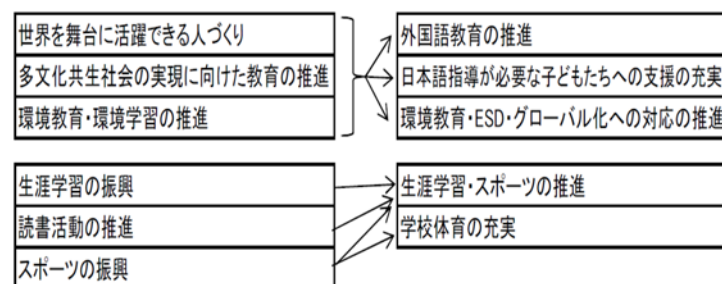 世界を舞台に活躍できる人づくり
多文化共生社会の実現に向けた教育の推進
環境教育・環境学習の推進
外国語教育の推進
日本語指導が必要な子どもたちへの支援の充実
環境教育・ESD・グローバル化への対応の推進
生涯学習の振興
読書活動の推進
スポーツの振興
生涯学習・スポーツの推進
学校体育の充実